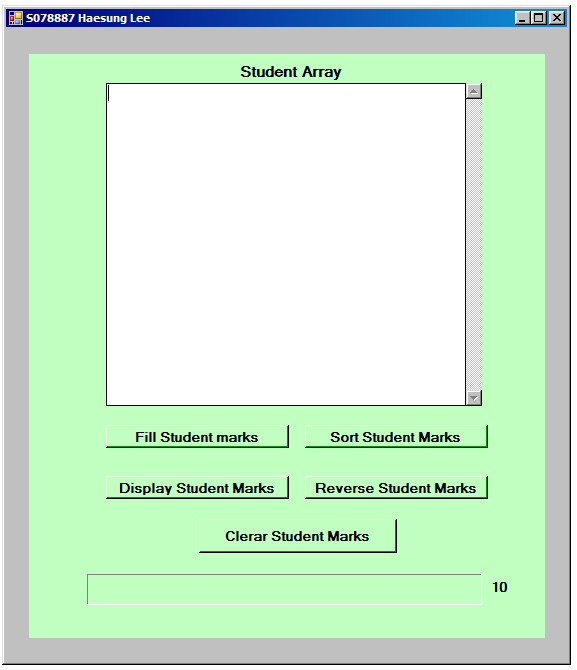 S078887 Haesung Lee
Student Array
Fill Student marks
Sort Student Marks
Display Student Marks
Reverse Student Marks
Clerar Student Marks
10